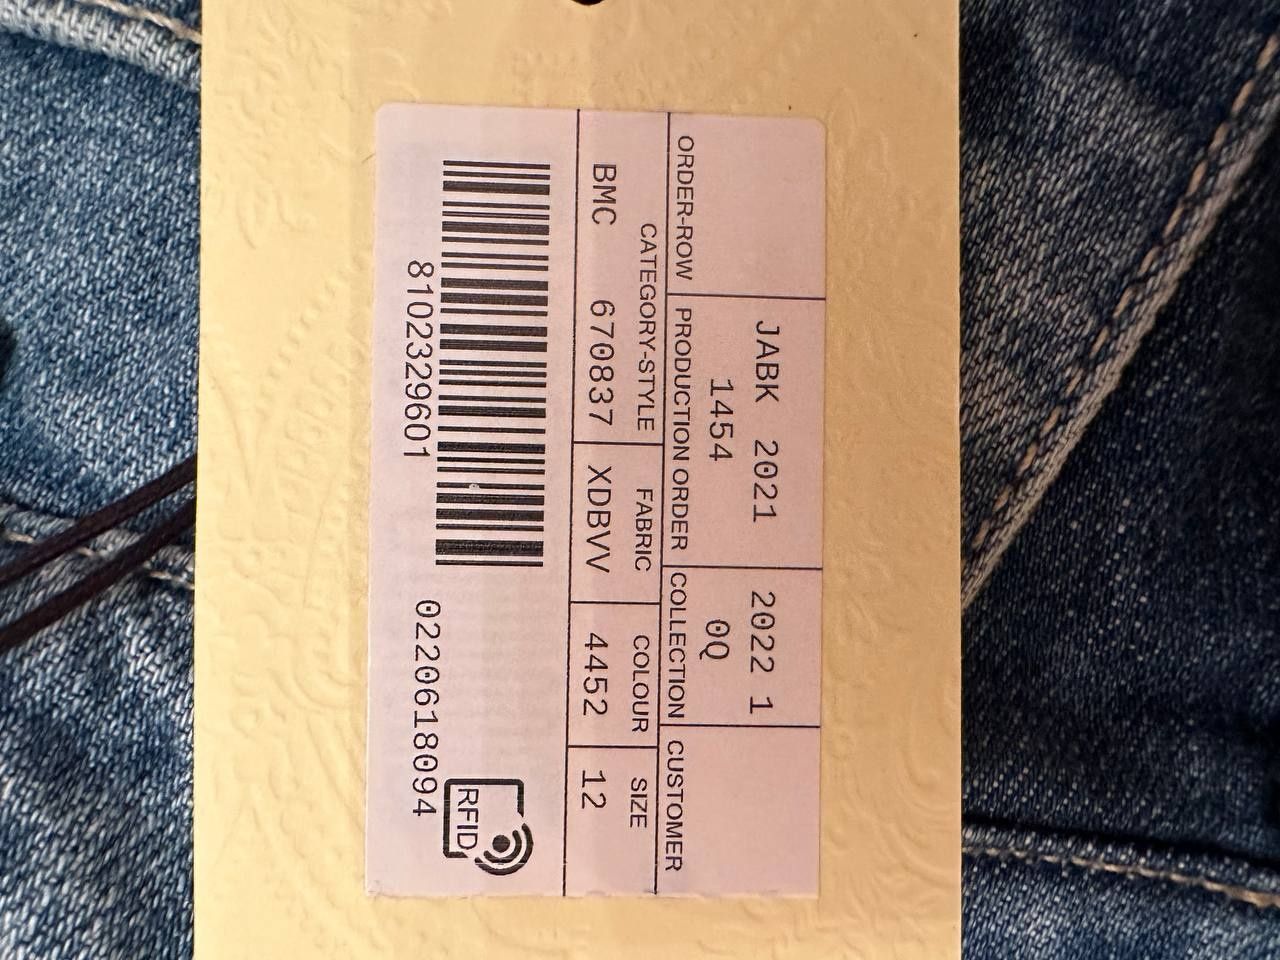 JABK 2021 2022 1
1454 0Q
ORDER-ROW PRODUCTION ORDER COLLECTION CUSTOMER
CATEGORY-STYLE FABRIC COLOUR SIZE
BMC 670837 XDBVV 4452 12
8102329601 0220618094
RFID